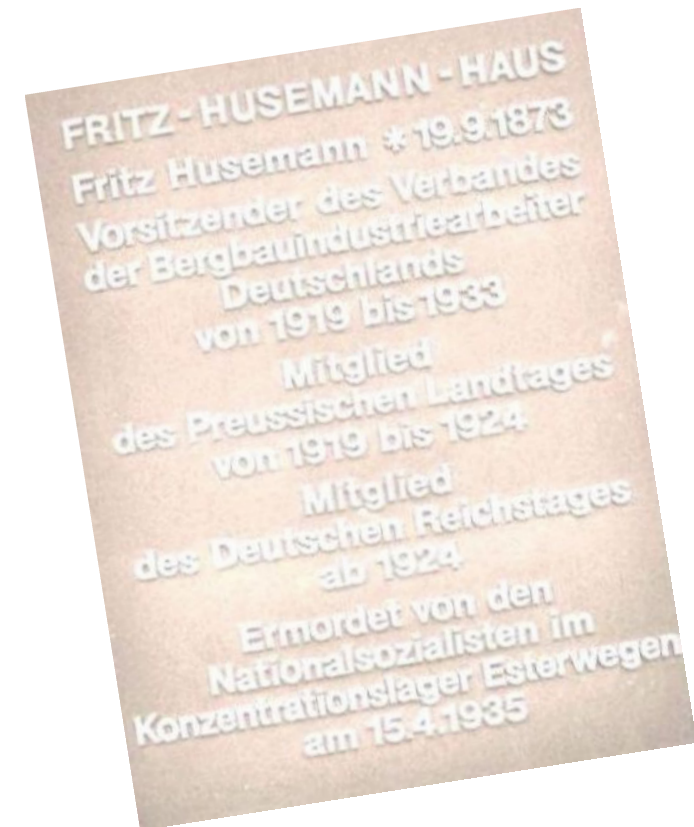 FRITZ-HUSEMANN-HAUS
Fritz Husemann * 19.9.1873
Vorsitzender des Verbandes
der Bergbauindustriearbeiter
Deutschlands
von 1919 bis 1933
Mitglied
des Preussischen Landtages
von 1919 bis 1924
Mitglied
des Deutschen Reichstages
ab 1924
Ermordet von den
Nationalsozialisten im
Konzentrationslager Esterwegen
am 15.4.1935